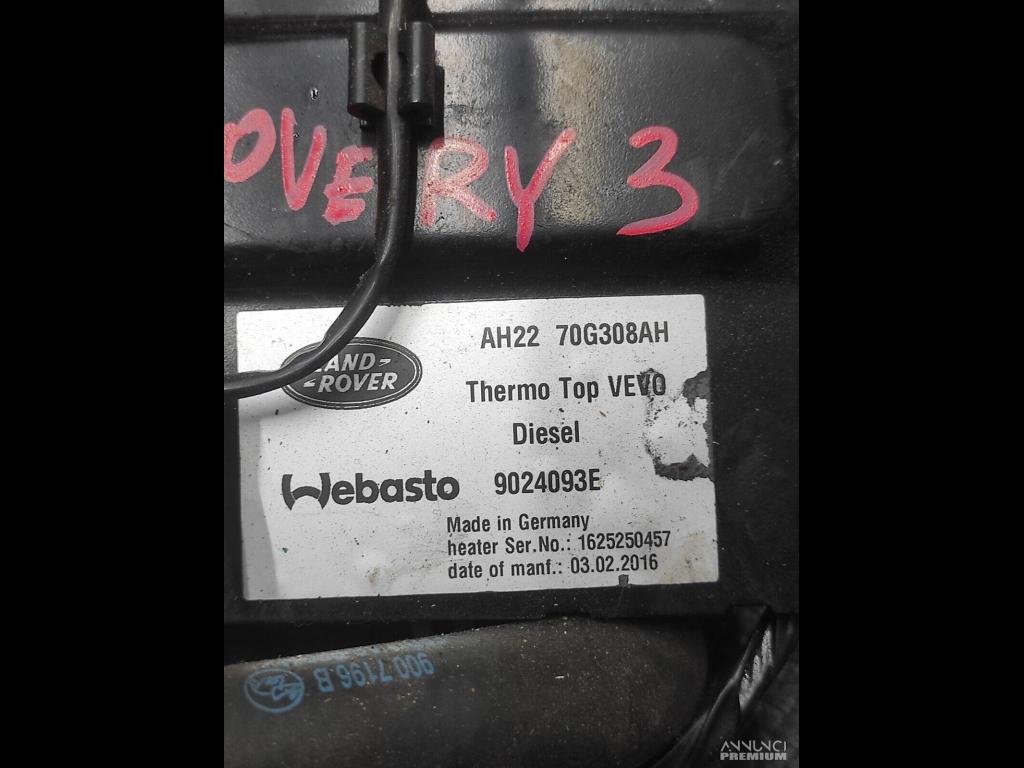 OVERY 3
AH22 70G308AH
LAND-
-ROVER
Thermo Top VEVO
Diesel
Webasto 9024093E
Made in Germany
heater Ser.No.: 1625250457
date of manf.: 03.02.2016
900 7196 B
ANNUNCI
PREMIUM